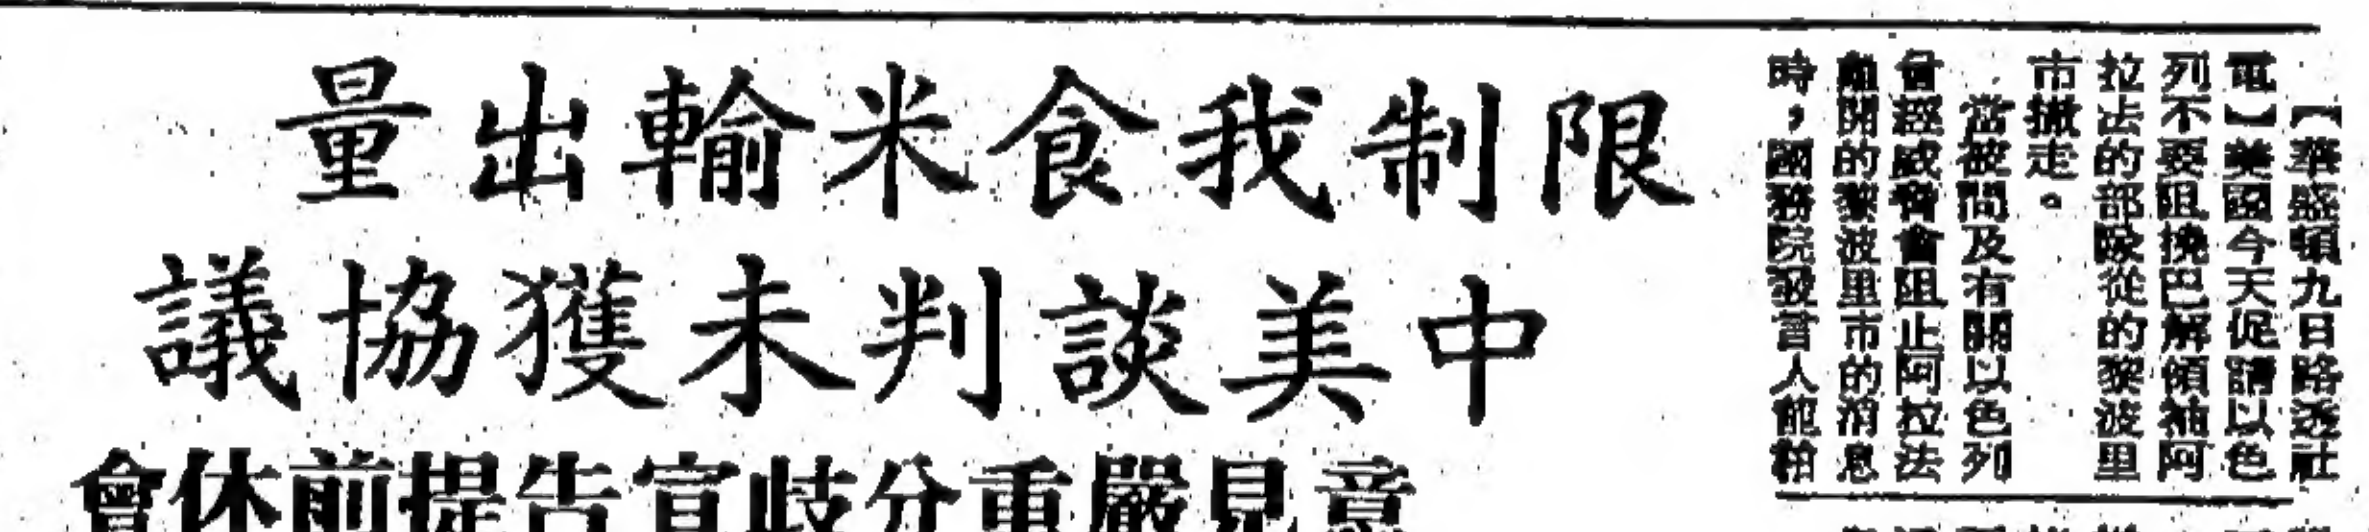 【華盛頓九日路透社
電】美國今天促請以色
列不要阻撓巴解領袖阿
拉法的部隊從的黎波里
市撤走。
當被問及有關以色列
曾經威脅會阻止阿拉法
離開的黎波里市的消息
時，國務院發言人龍柏
限制我食米輸出量
中美談判未獲協議
意見嚴重分歧宣告提前休會